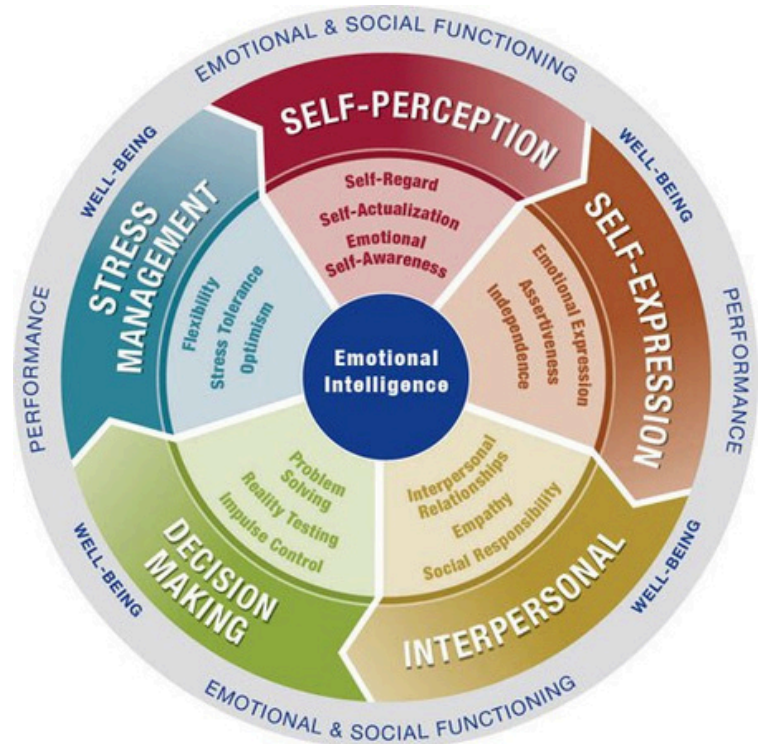 EMOTIONAL & SOCIAL FUNCTIONING
WELL-BEING
WELL-BEING
PERFORMANCE
PERFORMANCE
WELL-BEING
WELL-BEING
EMOTIONAL & SOCIAL FUNCTIONING
SELF-PERCEPTION
Self-Regard
Self-Actualization
Emotional
Self-Awareness
SELF-EXPRESSION
Emotional Expression
Assertiveness
Independence
INTERPERSONAL
Interpersonal
Relationships
Empathy
Social Responsibility
DECISION
MAKING
Problem
Solving
Reality Testing
Impulse Control
STRESS
MANAGEMENT
Flexibility
Stress Tolerance
Optimism
Emotional
Intelligence